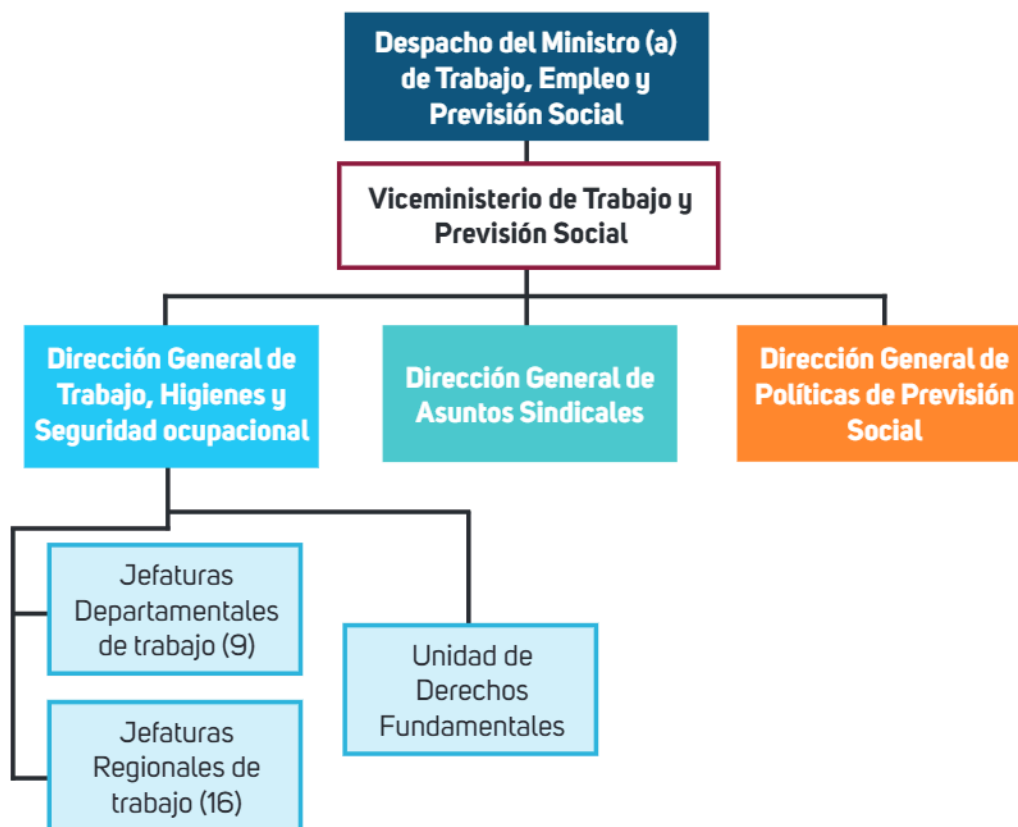 Despacho del Ministro (a)
de Trabajo, Empleo y
Previsión Social
Viceministerio de Trabajo y
Previsión Social
Dirección General de
Trabajo, Higienes y
Seguridad ocupacional
Dirección General de
Asuntos Sindicales
Dirección General de
Políticas de Previsión
Social
Jefaturas
Departamentales
de trabajo (9)
Unidad de
Derechos
Fundamentales
Jefaturas
Regionales de
trabajo (16)